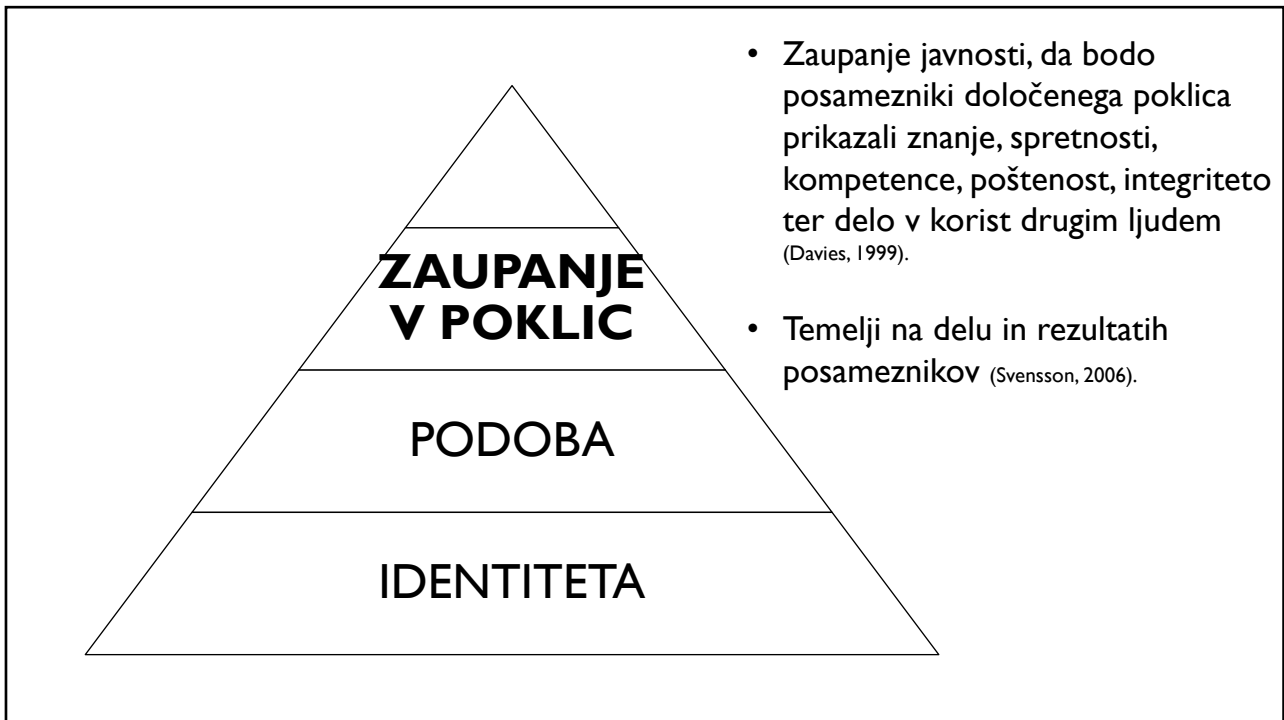 ZAUPANJE
V POKLIC
PODOBA
IDENTITETA
• Zaupanje javnosti, da bodo
posamezniki določenega poklica
prikazali znanje, spretnosti,
kompetence, poštenost, integriteto
ter delo v korist drugim ljudem
(Davies, 1999).
• Temelji na delu in rezultatih
posameznikov (Svensson, 2006).